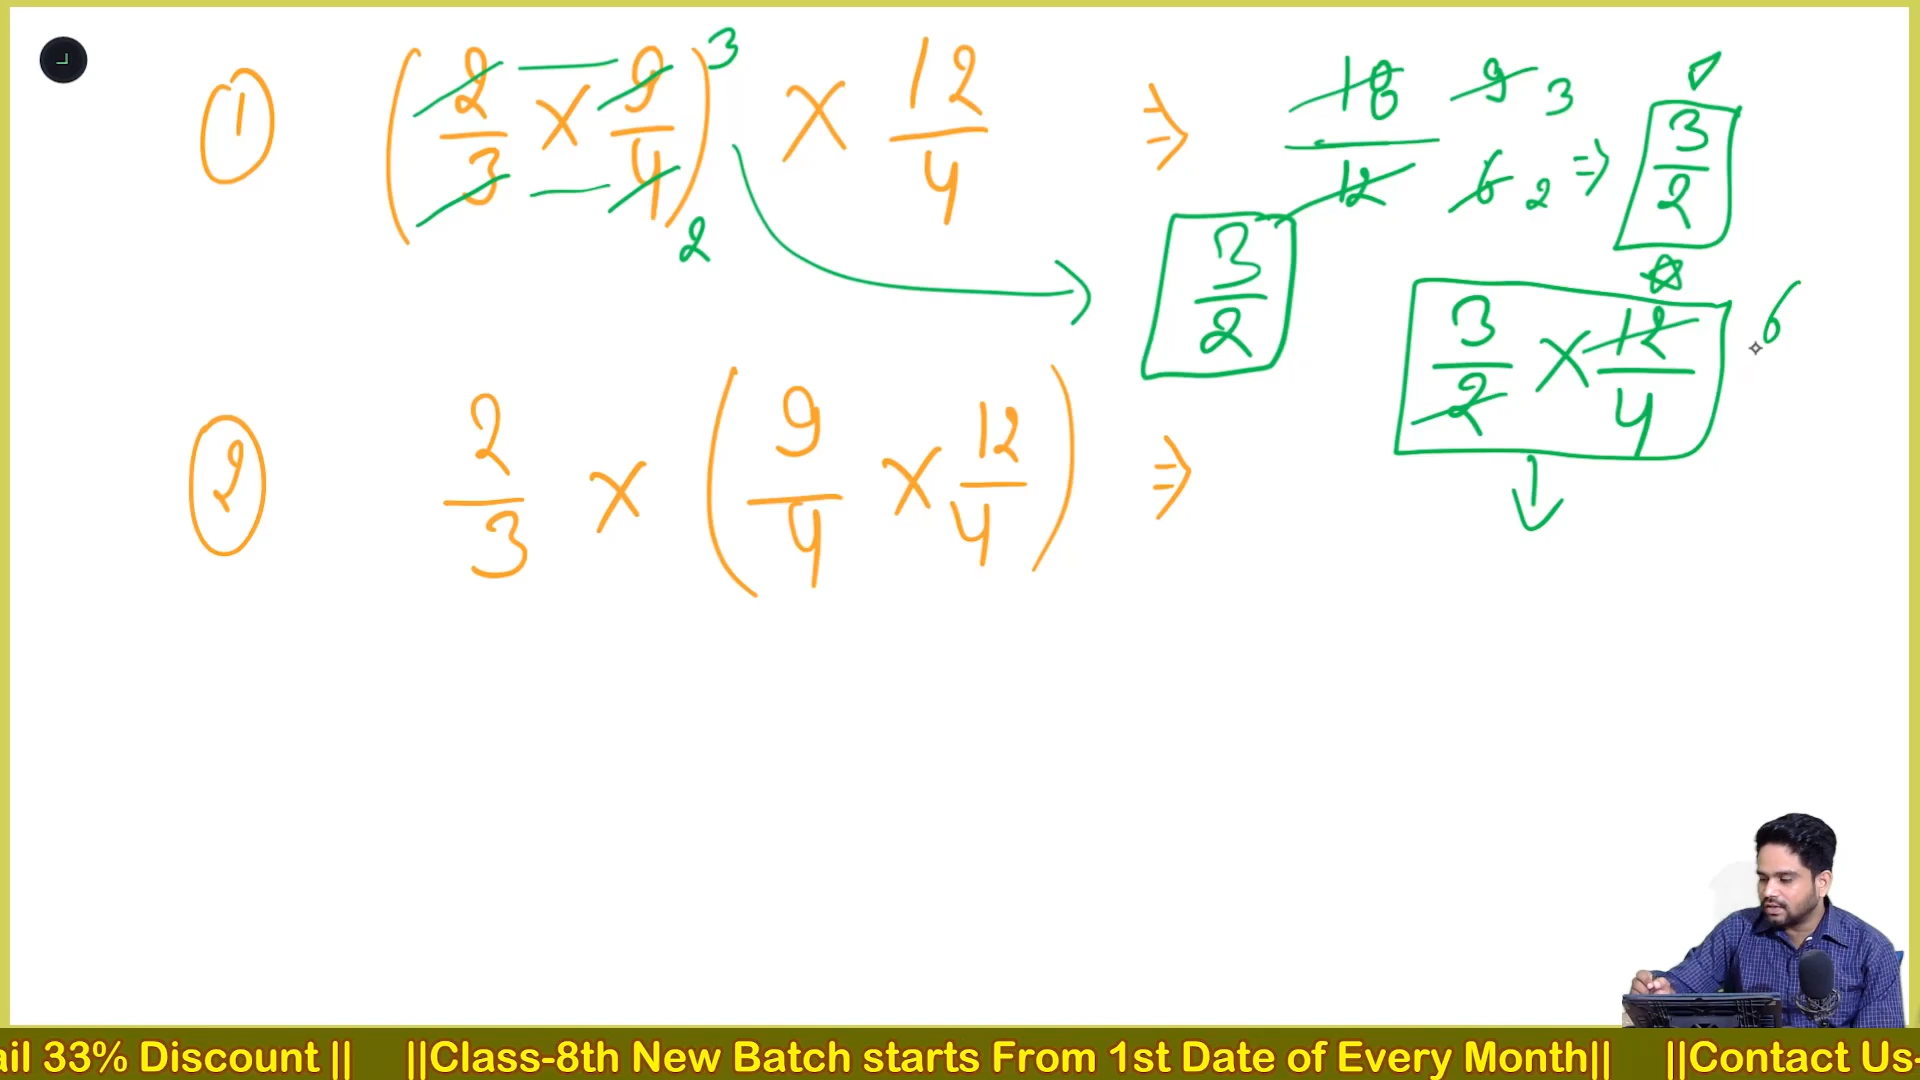 ① (2/3 × 9/4) 3 2 × 12/4 ⇒ 18/12 9 3 6 2 ⇒ 3/2
3/2
3/2 × 12/4 6
② 2/3 × (9/4 × 12/4) ⇒
ail 33% Discount || ||Class-8th New Batch starts From 1st Date of Every Month|| ||Contact Us-